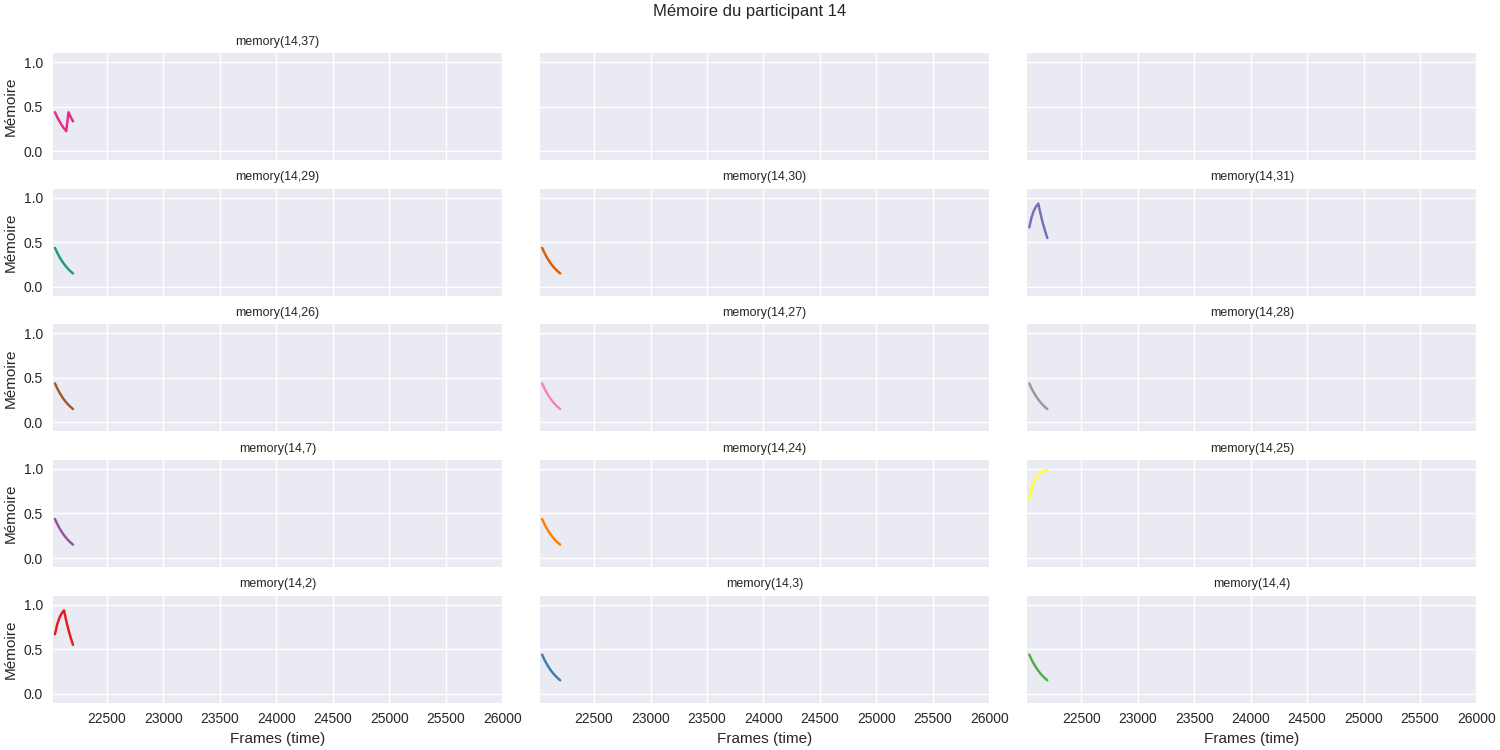 Mémoire du participant 14
memory(14,37)
Mémoire
1.0
0.5
0.0
memory(14,29) memory(14,30) memory(14,31)
Mémoire
1.0
0.5
0.0
memory(14,26) memory(14,27) memory(14,28)
Mémoire
1.0
0.5
0.0
memory(14,7) memory(14,24) memory(14,25)
Mémoire
1.0
0.5
0.0
memory(14,2) memory(14,3) memory(14,4)
Mémoire
1.0
0.5
0.0
22500 23000 23500 24000 24500 25000 25500 26000 22500 23000 23500 24000 24500 25000 25500 26000 22500 23000 23500 24000 24500 25000 25500 26000
Frames (time) Frames (time) Frames (time)